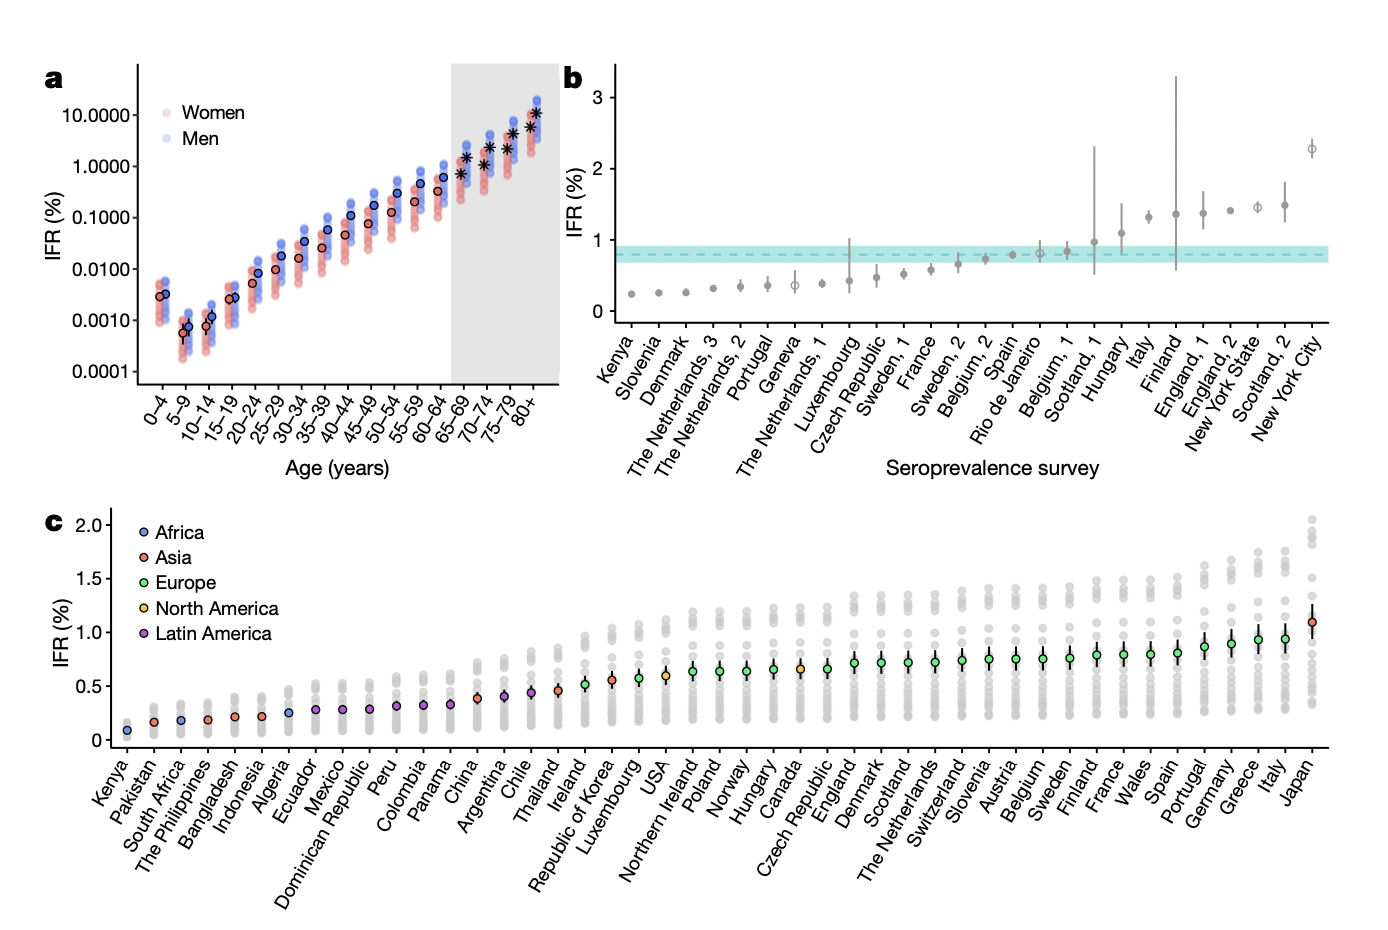 a
IFR (%)
10.0000
1.0000
0.1000
0.0100
0.0010
0.0001
Women
Men
0–4
5–9
10–14
15–19
20–24
25–29
30–34
35–39
40–44
45–49
50–54
55–59
60–64
65–69
70–74
75–79
80+
Age (years)
b
IFR (%)
3
2
1
0
Kenya
Slovenia
Denmark
The Netherlands, 3
The Netherlands, 2
Portugal
Geneva
The Netherlands, 1
Luxembourg
Czech Republic
Sweden, 1
France
Sweden, 2
Belgium, 2
Spain
Rio de Janeiro
Belgium, 1
Scotland, 1
Hungary
Italy
Finland
England, 1
England, 2
New York State
Scotland, 2
New York City
Seroprevalence survey
c
IFR (%)
2.0
1.5
1.0
0.5
0
Africa
Asia
Europe
North America
Latin America
Kenya
Pakistan
South Africa
The Philippines
Bangladesh
Indonesia
Algeria
Ecuador
Mexico
Dominican Republic
Peru
Colombia
Panama
China
Argentina
Chile
Thailand
Ireland
Republic of Korea
Luxembourg
USA
Northern Ireland
Poland
Norway
Hungary
Canada
Czech Republic
England
Denmark
Scotland
The Netherlands
Switzerland
Slovenia
Austria
Belgium
Sweden
Finland
France
Wales
Spain
Portugal
Germany
Greece
Italy
Japan